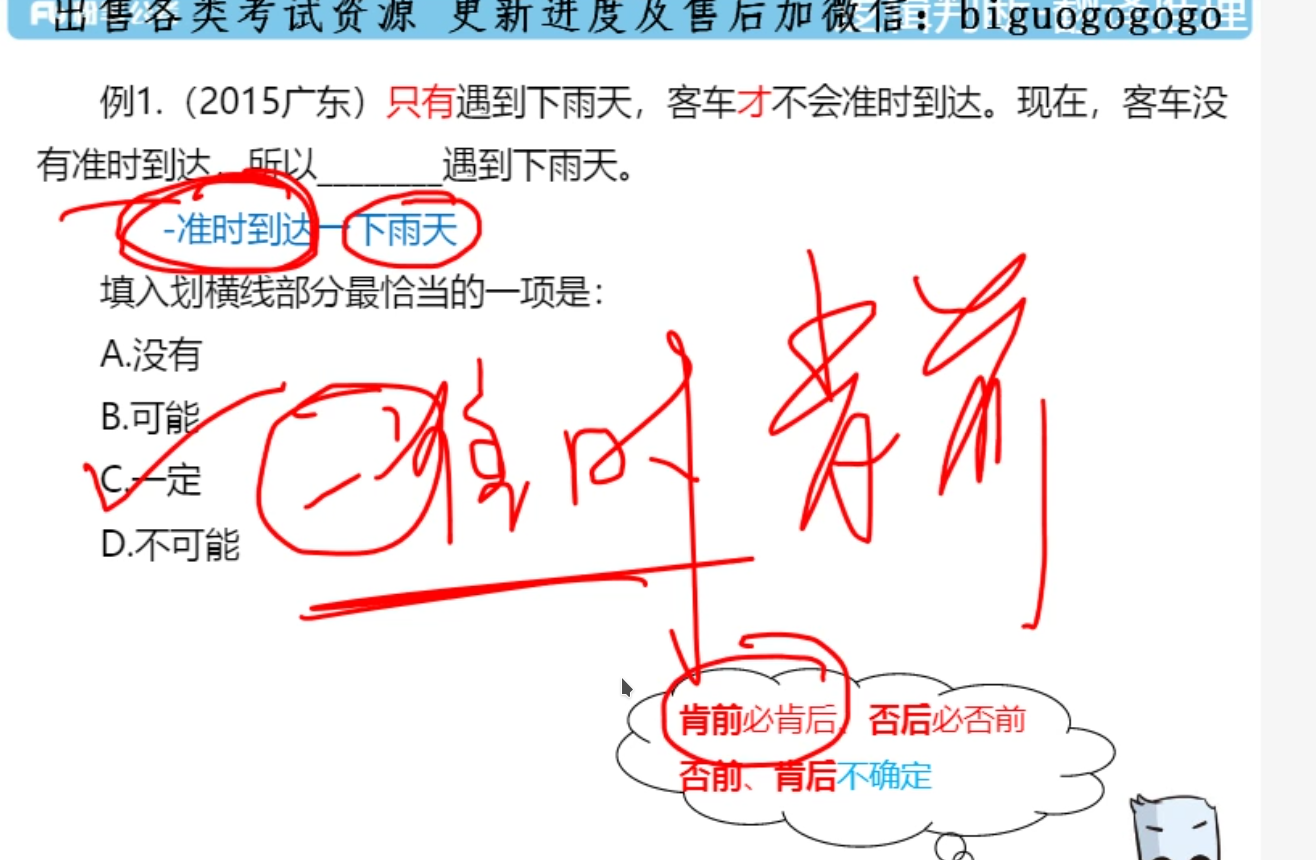 出售各类考试资源 更新进度及售后加微信：biguogogogo
例1.（2015广东）只有遇到下雨天，客车才不会准时到达。现在，客车没
有准时到达，所以________遇到下雨天。
-准时到达一下雨天
填入划横线部分最恰当的一项是：
A.没有
B.可能
C.一定
D.不可能
准时 肯前
肯前必肯后，否后必否前
否前、肯后不确定